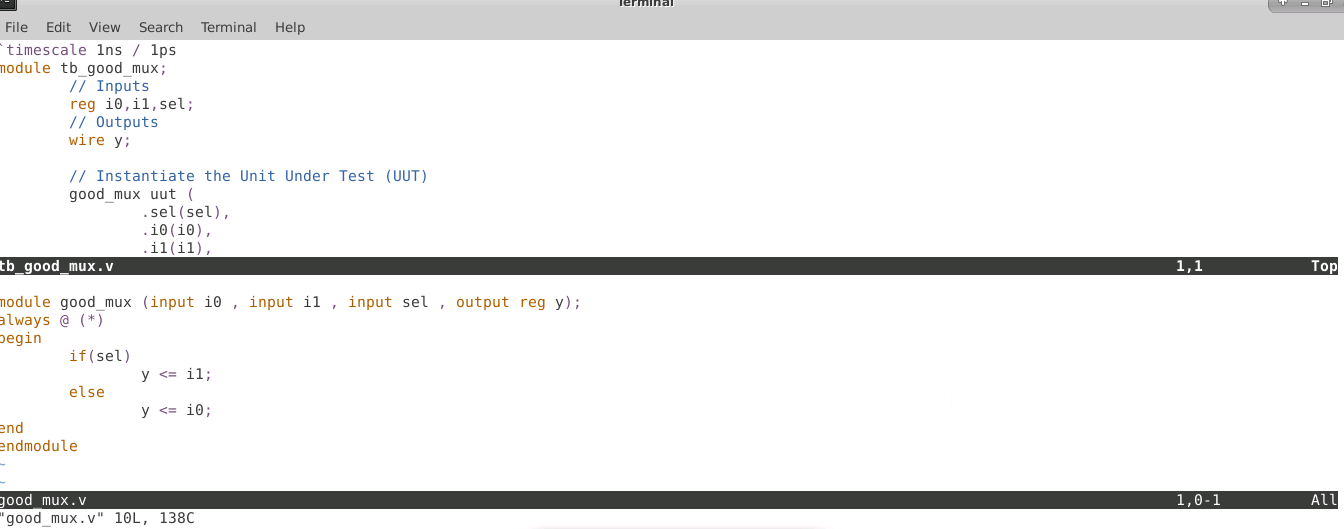 Terminal
File Edit View Search Terminal Help
`timescale 1ns / 1ps
module tb_good_mux;
        // Inputs
        reg i0,i1,sel;
        // Outputs
        wire y;

        // Instantiate the Unit Under Test (UUT)
        good_mux uut (
                .sel(sel),
                .i0(i0),
                .i1(i1),
tb_good_mux.v 1,1 Top

module good_mux (input i0 , input i1 , input sel , output reg y);
always @ (*)
begin
        if(sel)
                y <= i1;
        else
                y <= i0;
end
endmodule
~
~
good_mux.v 1,0-1 All
"good_mux.v" 10L, 138C